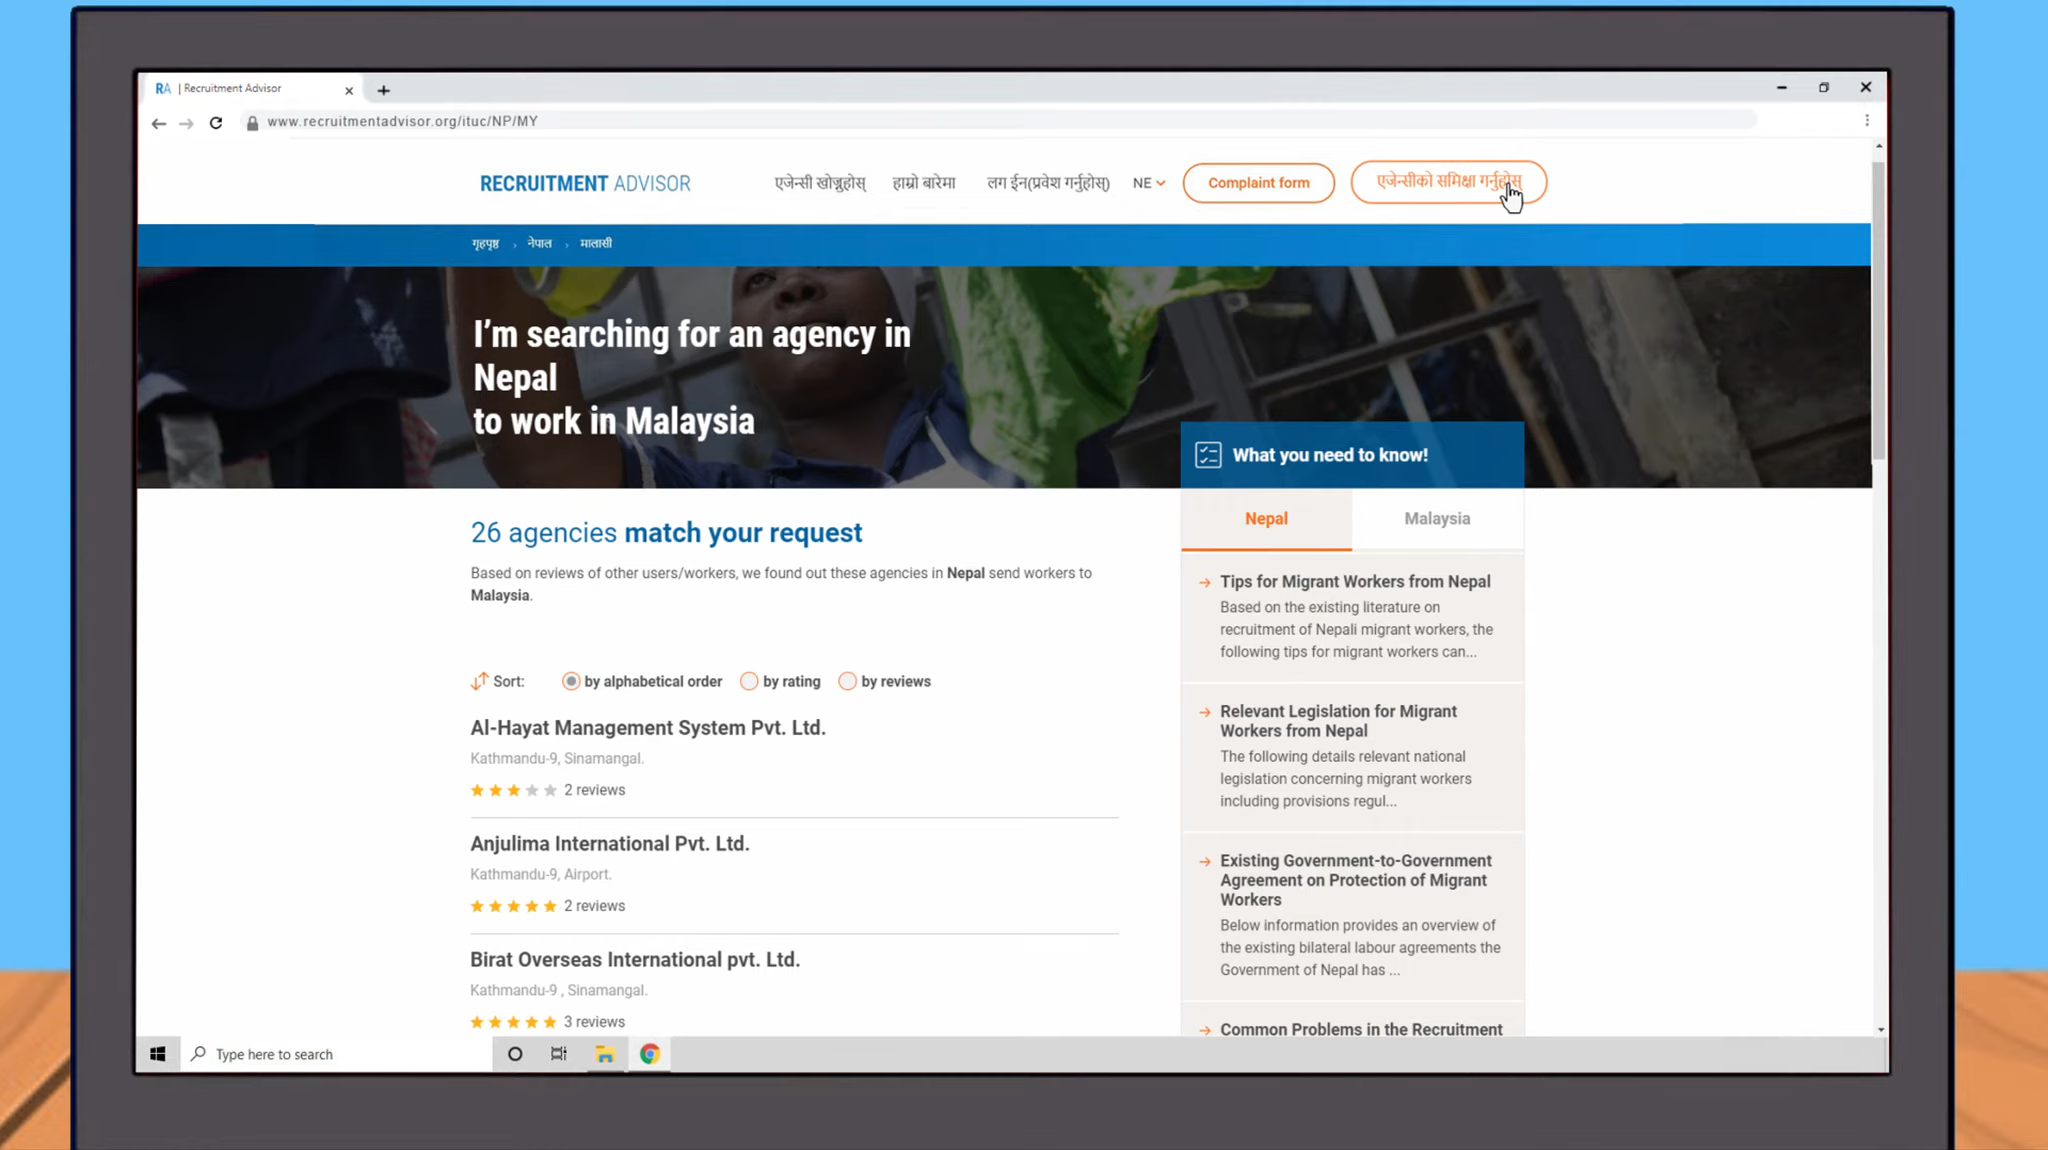 RA | Recruitment Advisor
www.recruitmentadvisor.org/ituc/NP/MY
RECRUITMENT ADVISOR
एजेन्सी खोज्नुहोस्
हाम्रो बारेमा
लग ईन(प्रवेश गर्नुहोस्)
NE
Complaint form
एजेन्सीको समिक्षा गर्नुहोस्
गृहपृष्ठ › नेपाल › मालासी
I'm searching for an agency in
Nepal
to work in Malaysia
What you need to know!
Nepal
Malaysia
26 agencies match your request
Based on reviews of other users/workers, we found out these agencies in Nepal send workers to
Malaysia.
Sort: by alphabetical order by rating by reviews
Al-Hayat Management System Pvt. Ltd.
Kathmandu-9, Sinamangal.
2 reviews
Anjulima International Pvt. Ltd.
Kathmandu-9, Airport.
2 reviews
Birat Overseas International pvt. Ltd.
Kathmandu-9 , Sinamangal.
3 reviews
Tips for Migrant Workers from Nepal
Based on the existing literature on
recruitment of Nepali migrant workers, the
following tips for migrant workers can...
Relevant Legislation for Migrant
Workers from Nepal
The following details relevant national
legislation concerning migrant workers
including provisions regul...
Existing Government-to-Government
Agreement on Protection of Migrant
Workers
Below information provides an overview of
the existing bilateral labour agreements the
Government of Nepal has ...
Common Problems in the Recruitment
Type here to search